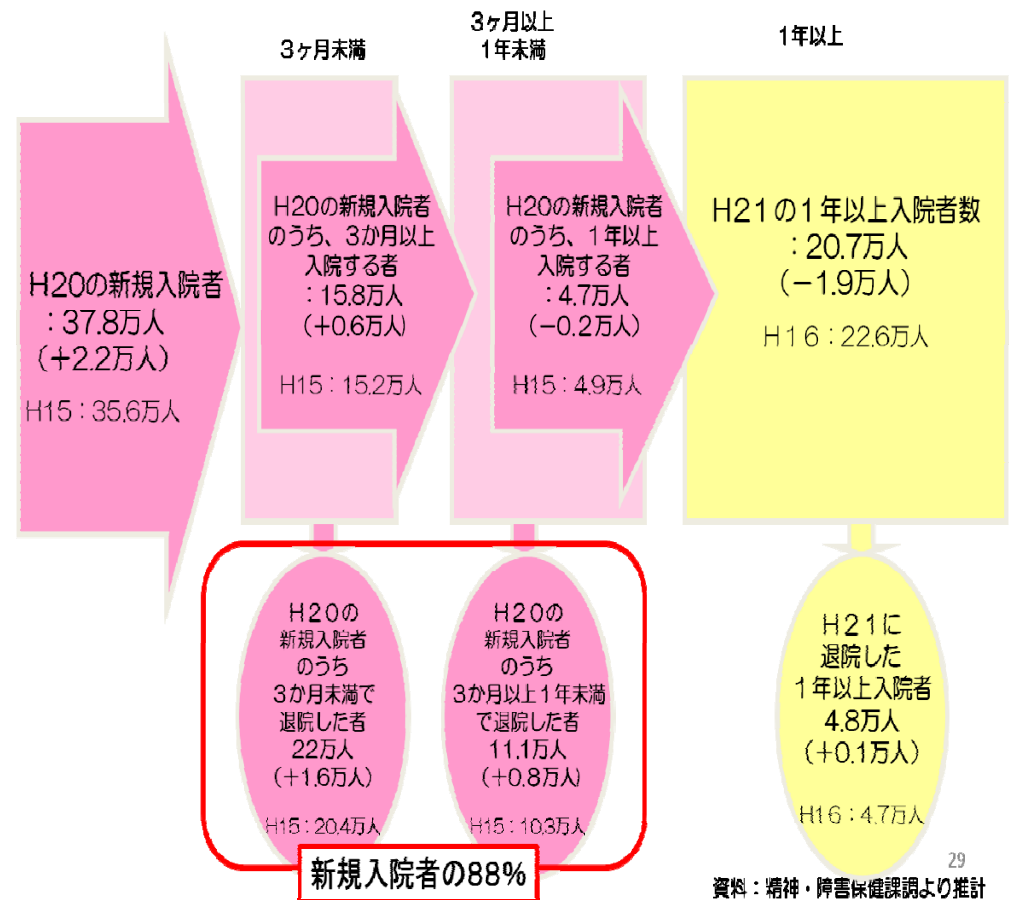 3ヶ月未満
3ヶ月以上
1年未満
1年以上
H20の新規入院者
:37.8万人
(+2.2万人)
H15:35.6万人
H20の新規入院者
のうち、3か月以上
入院する者
:15.8万人
(+0.6万人)
H15:15.2万人
H20の新規入院者
のうち、1年以上
入院する者
:4.7万人
(-0.2万人)
H15:4.9万人
H21の1年以上入院者数
:20.7万人
(-1.9万人)
H16:22.6万人
H20の
新規入院者
のうち
3か月未満で
退院した者
22万人
(+1.6万人)
H15:20.4万人
H20の
新規入院者
のうち
3か月以上1年未満
で退院した者
11.1万人
(+0.8万人)
H15:10.3万人
H21に
退院した
1年以上入院者
4.8万人
(+0.1万人)
H16:4.7万人
新規入院者の88%
29
資料:精神・障害保健課調より推計